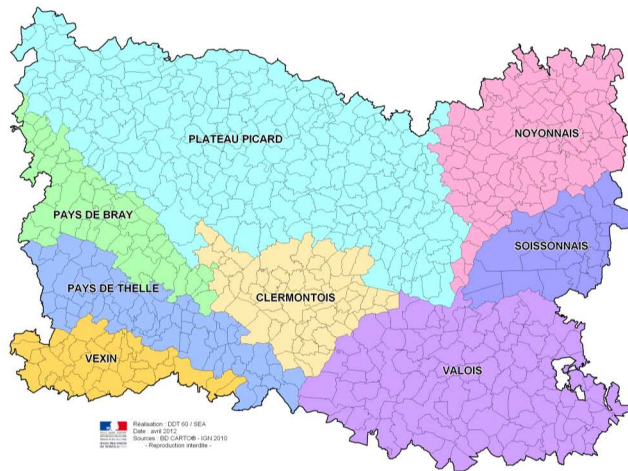 PLATEAU PICARD
NOYONNAIS
PAYS DE BRAY
SOISSONNAIS
PAYS DE THELLE
CLERMONTOIS
VEXIN
VALOIS
Réalisation : DDT 60 / SEA
Date : avril 2012
Sources : BD CARTO® - IGN 2010
- Reproduction interdite -